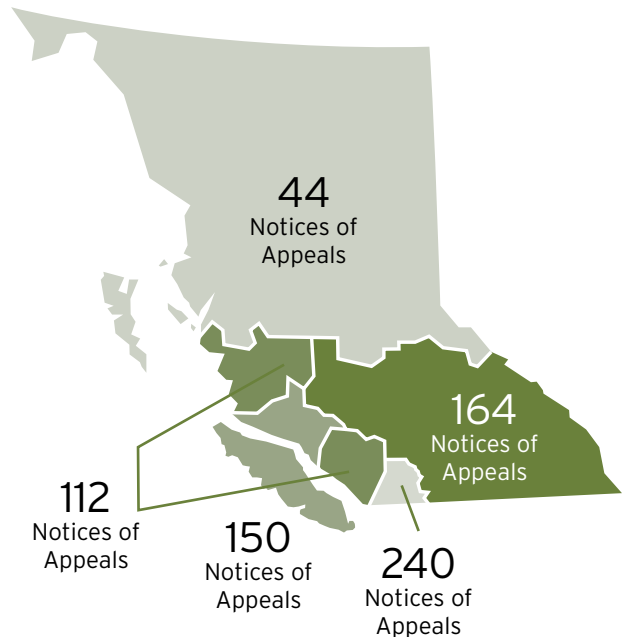 44
Notices of
Appeals
164
Notices of
Appeals
112
Notices of
Appeals
150
Notices of
Appeals
240
Notices of
Appeals